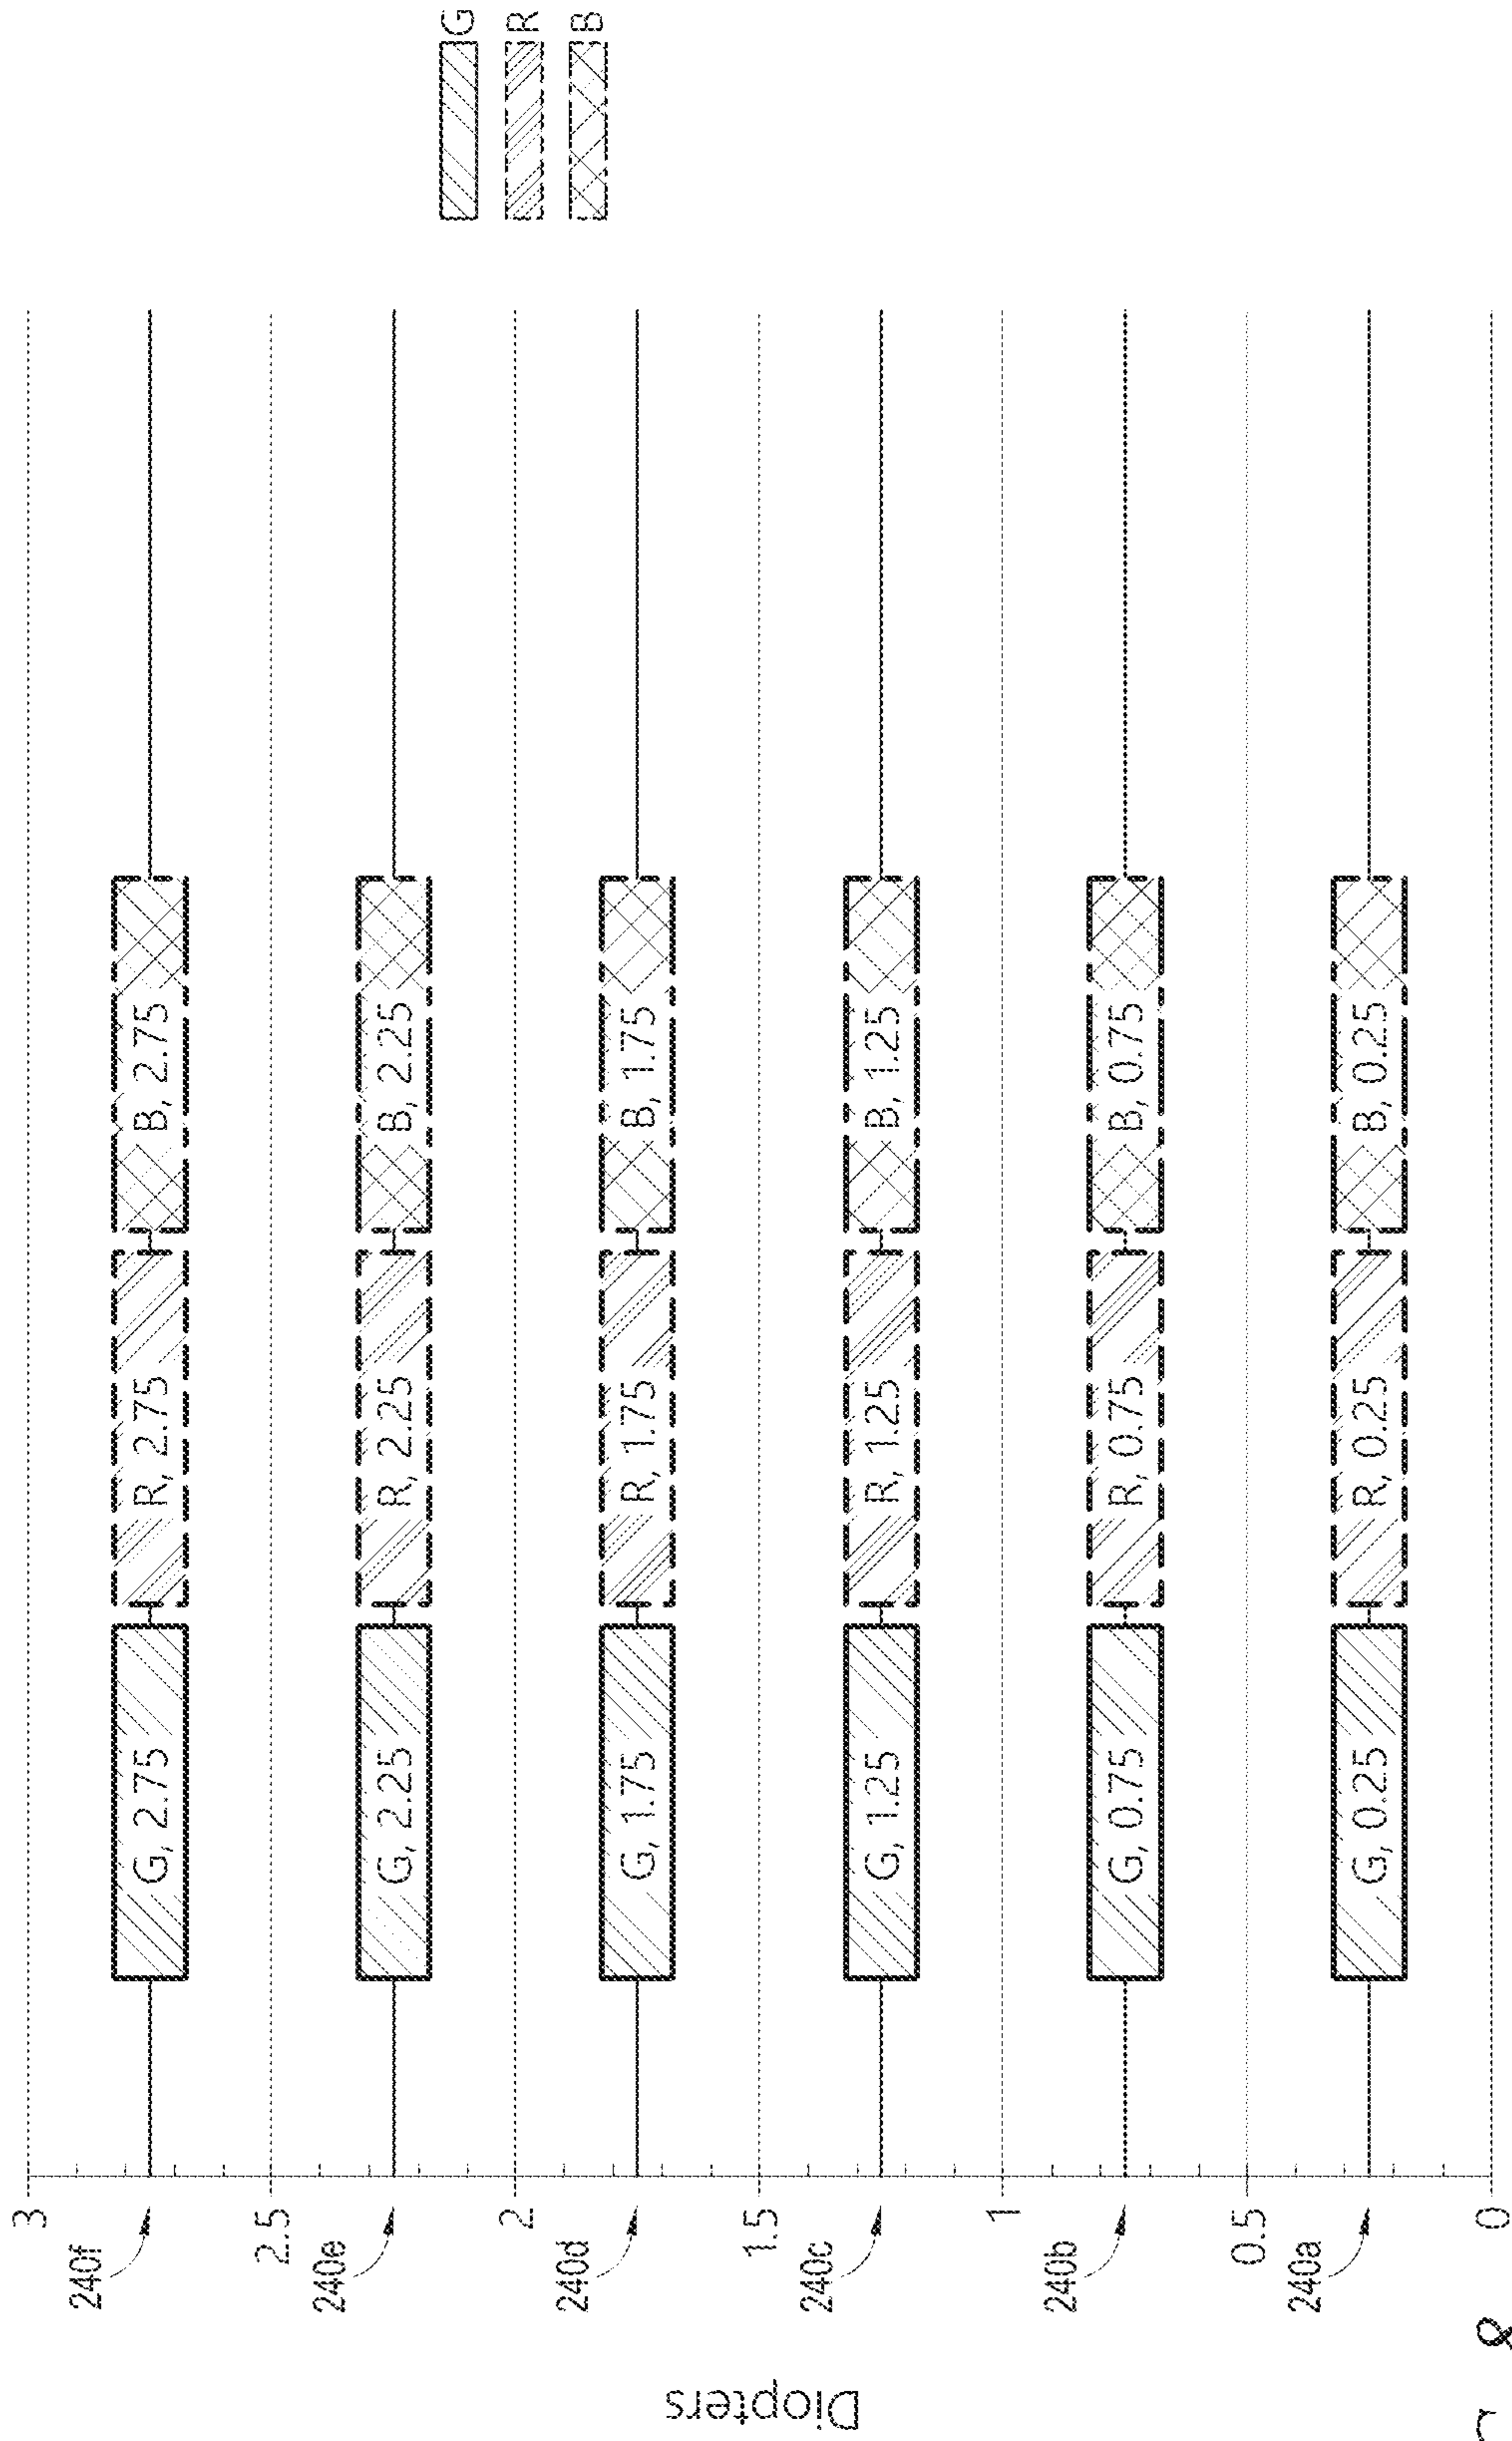 G
R
B
3
240f
G, 2.75 R, 2.75 B, 2.75
2.5
240e
G, 2.25 R, 2.25 B, 2.25
2
240d
G, 1.75 R, 1.75 B, 1.75
1.5
240c
G, 1.25 R, 1.25 B, 1.25
1
240b
G, 0.75 R, 0.75 B, 0.75
0.5
240a
G, 0.25 R, 0.25 B, 0.25
0
Diopters